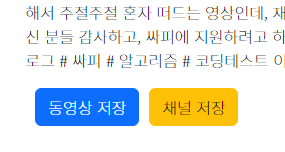 해서 주절주절 혼자 떠드는 영상인데, 재
신 분들 감사하고, 싸피에 지원하려고 하
로그 # 싸피 # 알고리즘 # 코딩테스트 이
동영상 저장
채널 저장